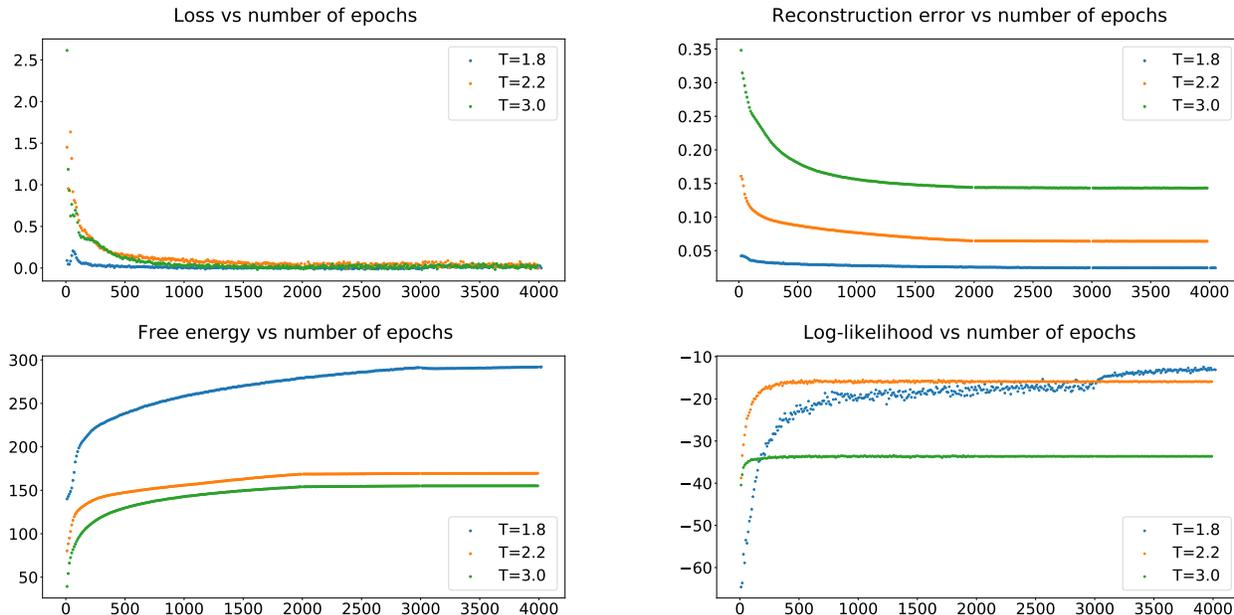 Loss vs number of epochs
2.5
2.0
1.5
1.0
0.5
0.0
0 500 1000 1500 2000 2500 3000 3500 4000
T=1.8
T=2.2
T=3.0
Reconstruction error vs number of epochs
0.35
0.30
0.25
0.20
0.15
0.10
0.05
0 500 1000 1500 2000 2500 3000 3500 4000
T=1.8
T=2.2
T=3.0
Free energy vs number of epochs
300
250
200
150
100
50
0 500 1000 1500 2000 2500 3000 3500 4000
T=1.8
T=2.2
T=3.0
Log-likelihood vs number of epochs
−10
−20
−30
−40
−50
−60
0 500 1000 1500 2000 2500 3000 3500 4000
T=1.8
T=2.2
T=3.0